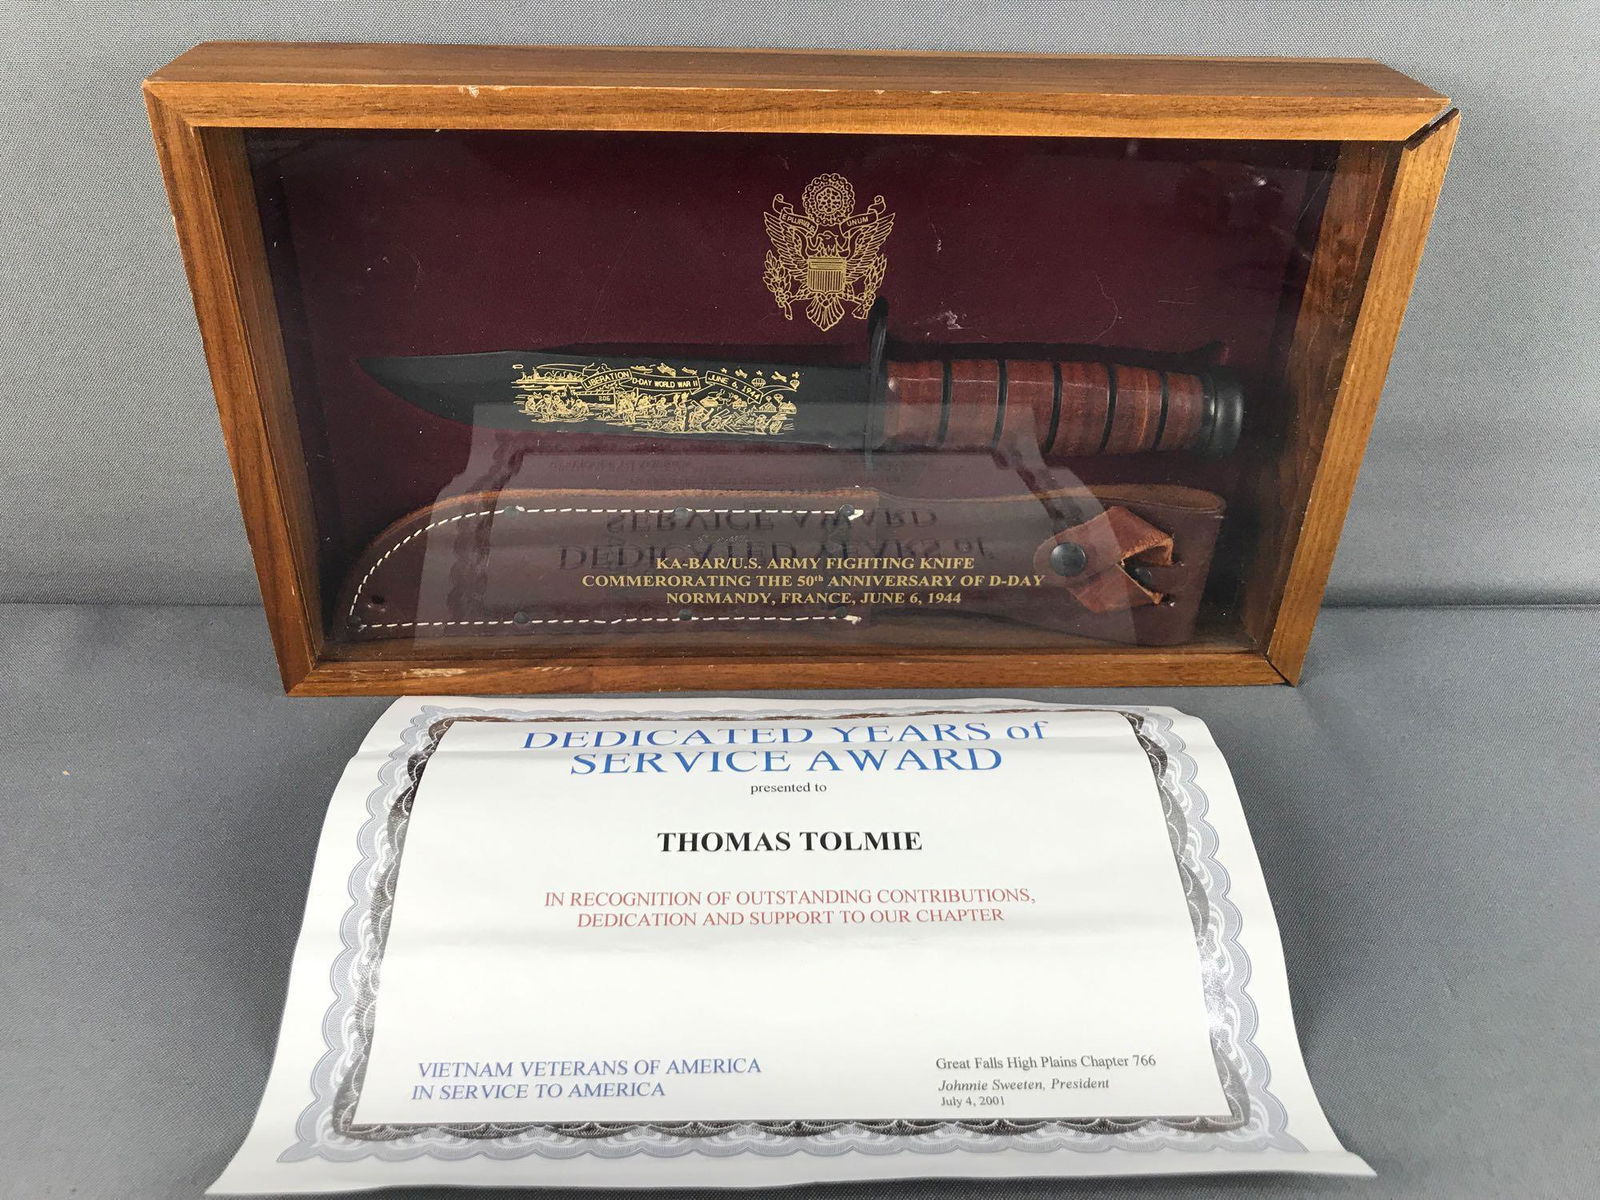 E PLURIBUS UNUM
LIBERATION
D-DAY WORLD WAR II
JUNE 6, 1944
KA-BAR/U.S. ARMY FIGHTING KNIFE
COMMERORATING THE 50th ANNIVERSARY OF D-DAY
NORMANDY, FRANCE, JUNE 6, 1944
DEDICATED YEARS of
SERVICE AWARD
presented to
THOMAS TOLMIE
IN RECOGNITION OF OUTSTANDING CONTRIBUTIONS,
DEDICATION AND SUPPORT TO OUR CHAPTER
VIETNAM VETERANS OF AMERICA
IN SERVICE TO AMERICA
Great Falls High Plains Chapter 766
Johnnie Sweeten, President
July 4, 2001